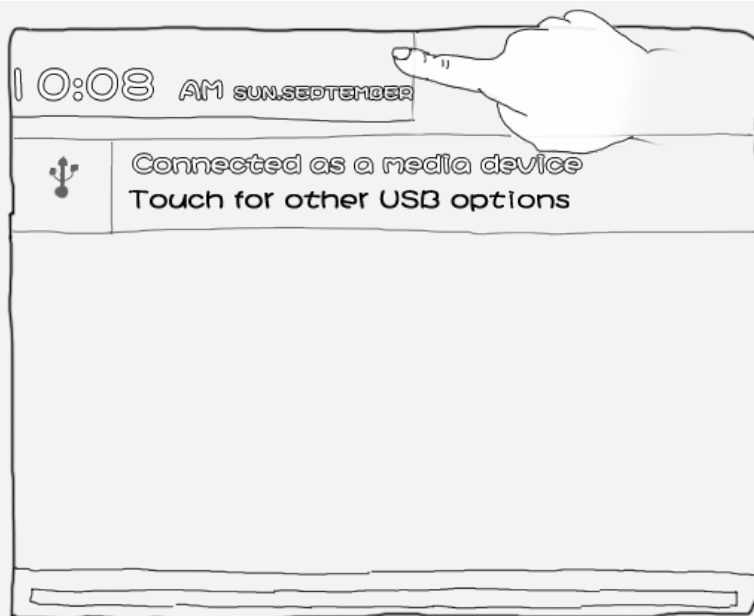 10:08 AM SUN.SEPTEMBER
Connected as a media device
Touch for other USB options